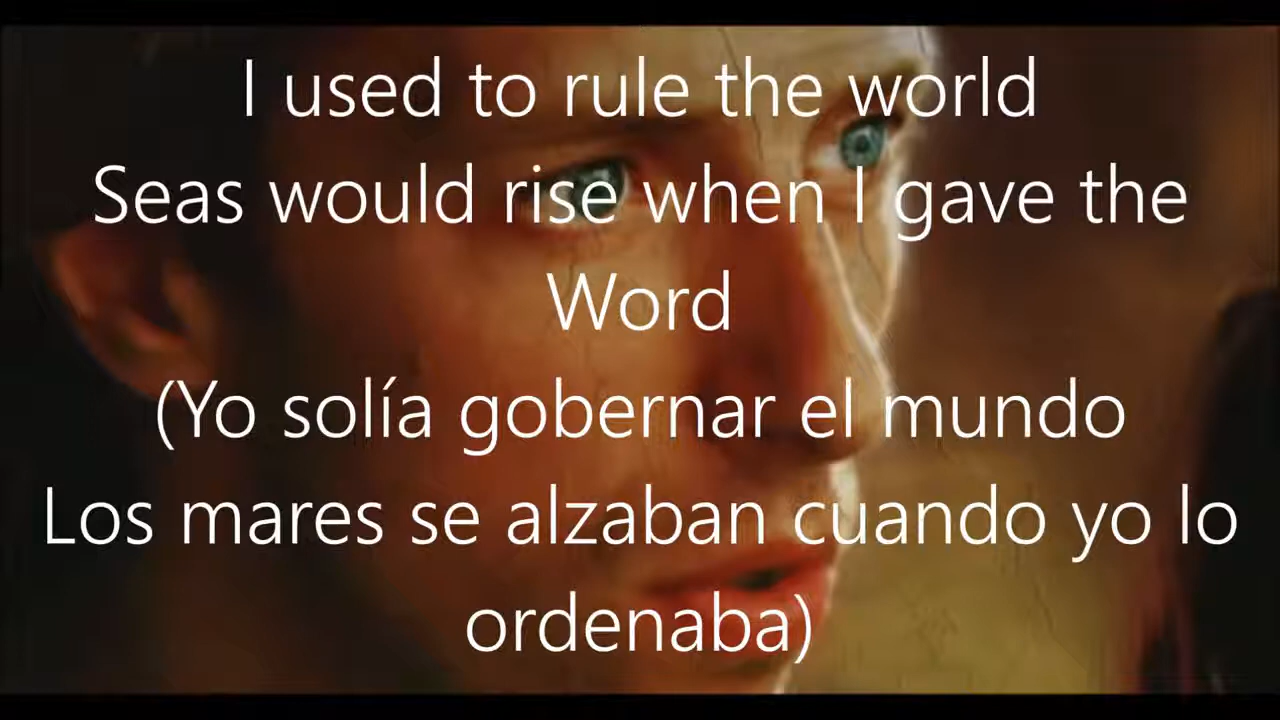 I used to rule the world
Seas would rise when I gave the
Word
(Yo solía gobernar el mundo
Los mares se alzaban cuando yo lo
ordenaba)